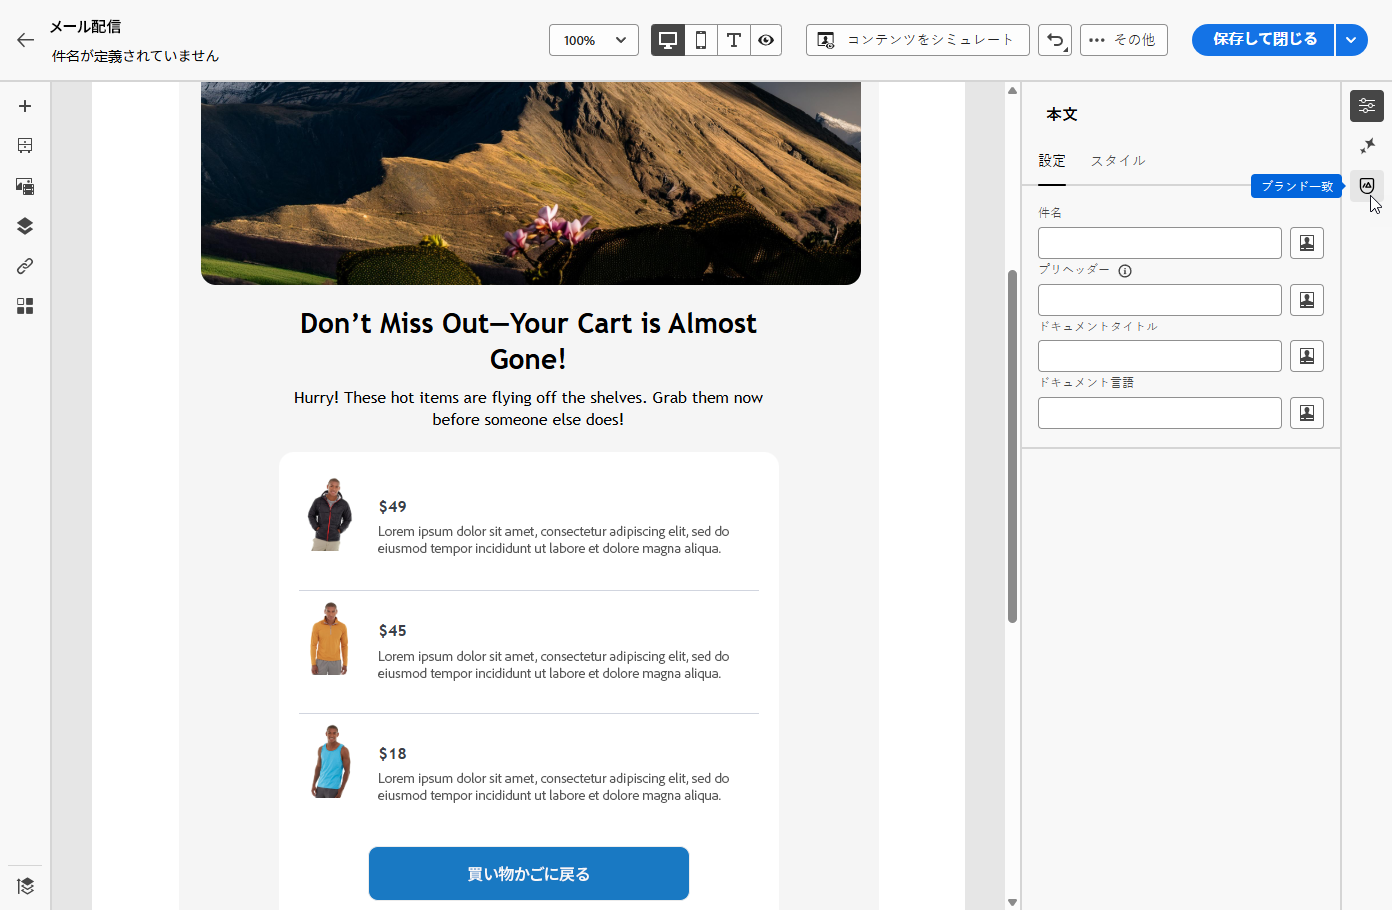 メール配信
件名が定義されていません
100%
コンテンツをシミュレート
その他
保存して閉じる
本文
設定
スタイル
ブランド一致
件名
プリヘッダー
ドキュメントタイトル
ドキュメント言語
Don’t Miss Out—Your Cart is Almost
Gone!
Hurry! These hot items are flying off the shelves. Grab them now
before someone else does!
$49
Lorem ipsum dolor sit amet, consectetur adipiscing elit, sed do
eiusmod tempor incididunt ut labore et dolore magna aliqua.
$45
Lorem ipsum dolor sit amet, consectetur adipiscing elit, sed do
eiusmod tempor incididunt ut labore et dolore magna aliqua.
$18
Lorem ipsum dolor sit amet, consectetur adipiscing elit, sed do
eiusmod tempor incididunt ut labore et dolore magna aliqua.
買い物かごに戻る